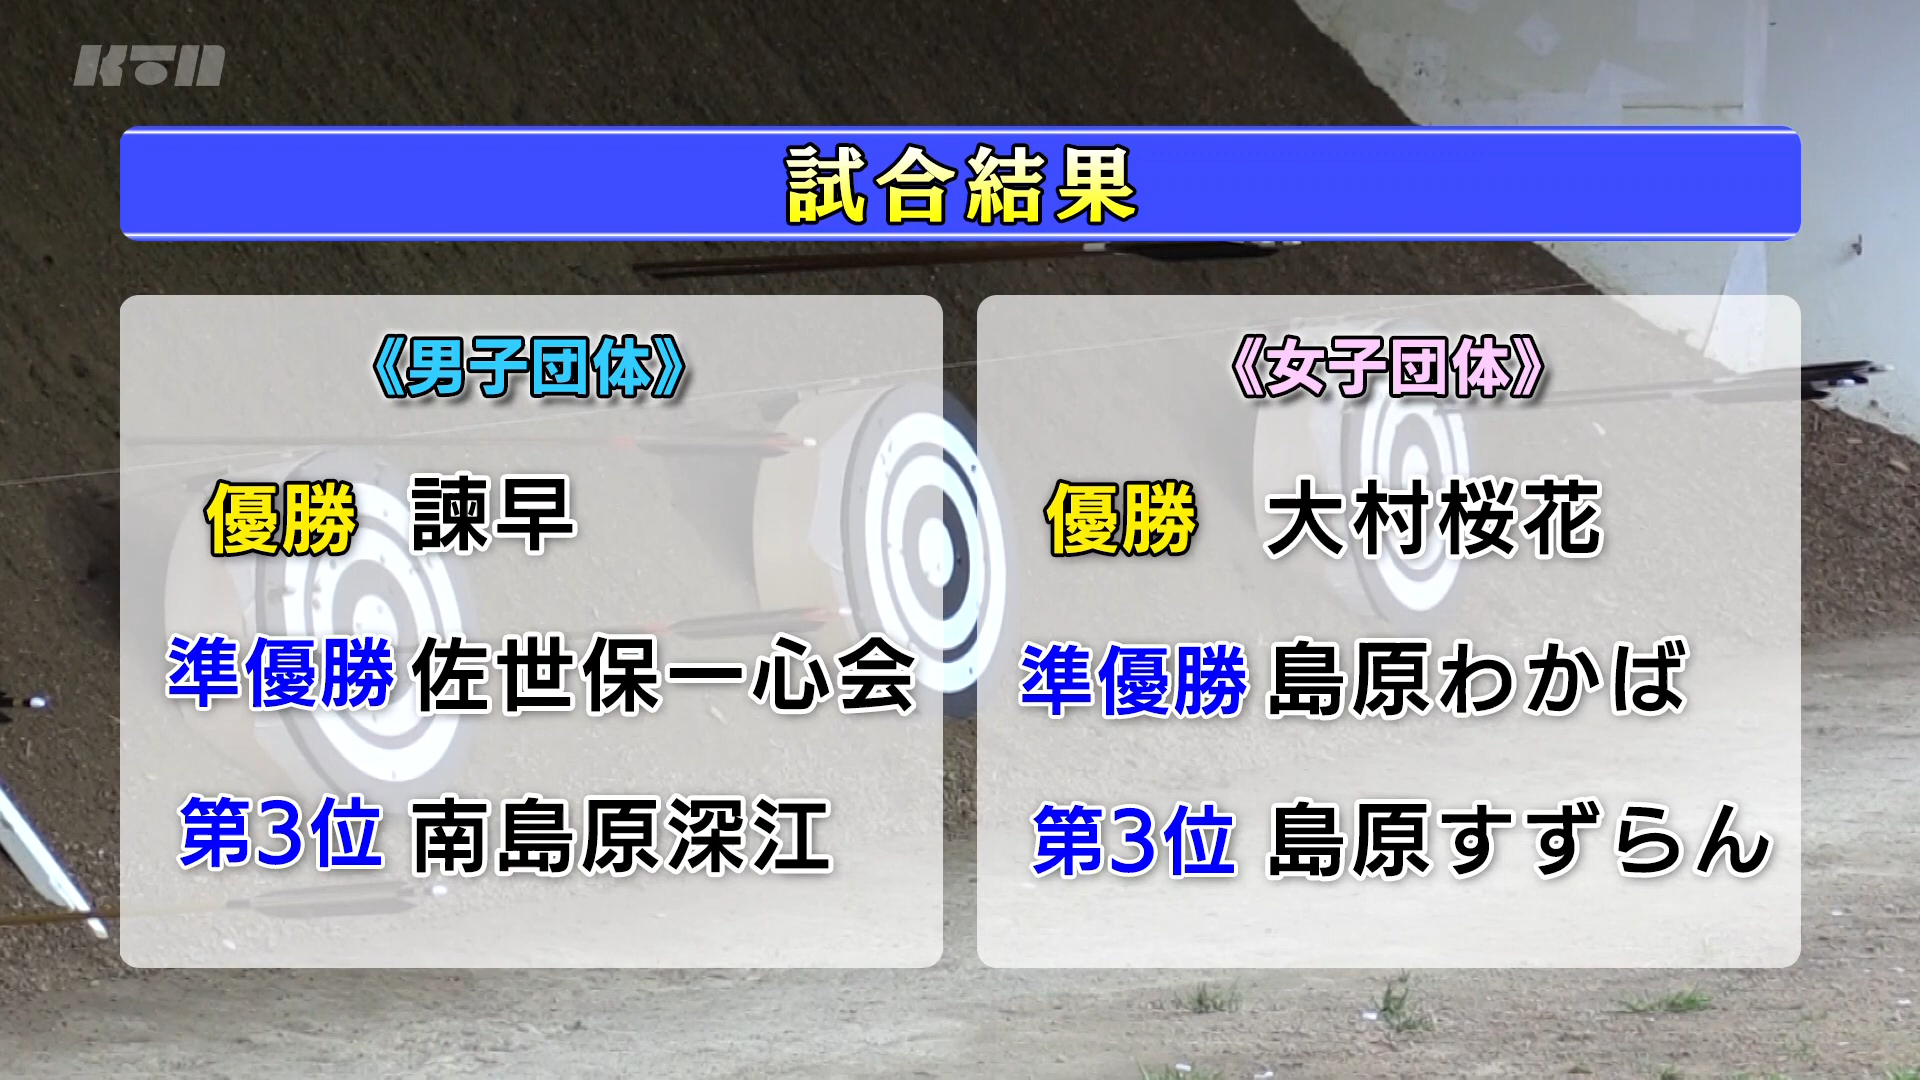 KTN
試合結果
《男子団体》
優勝 諫早
準優勝 佐世保一心会
第3位 南島原深江
《女子団体》
優勝 大村桜花
準優勝 島原わかば
第3位 島原すずらん